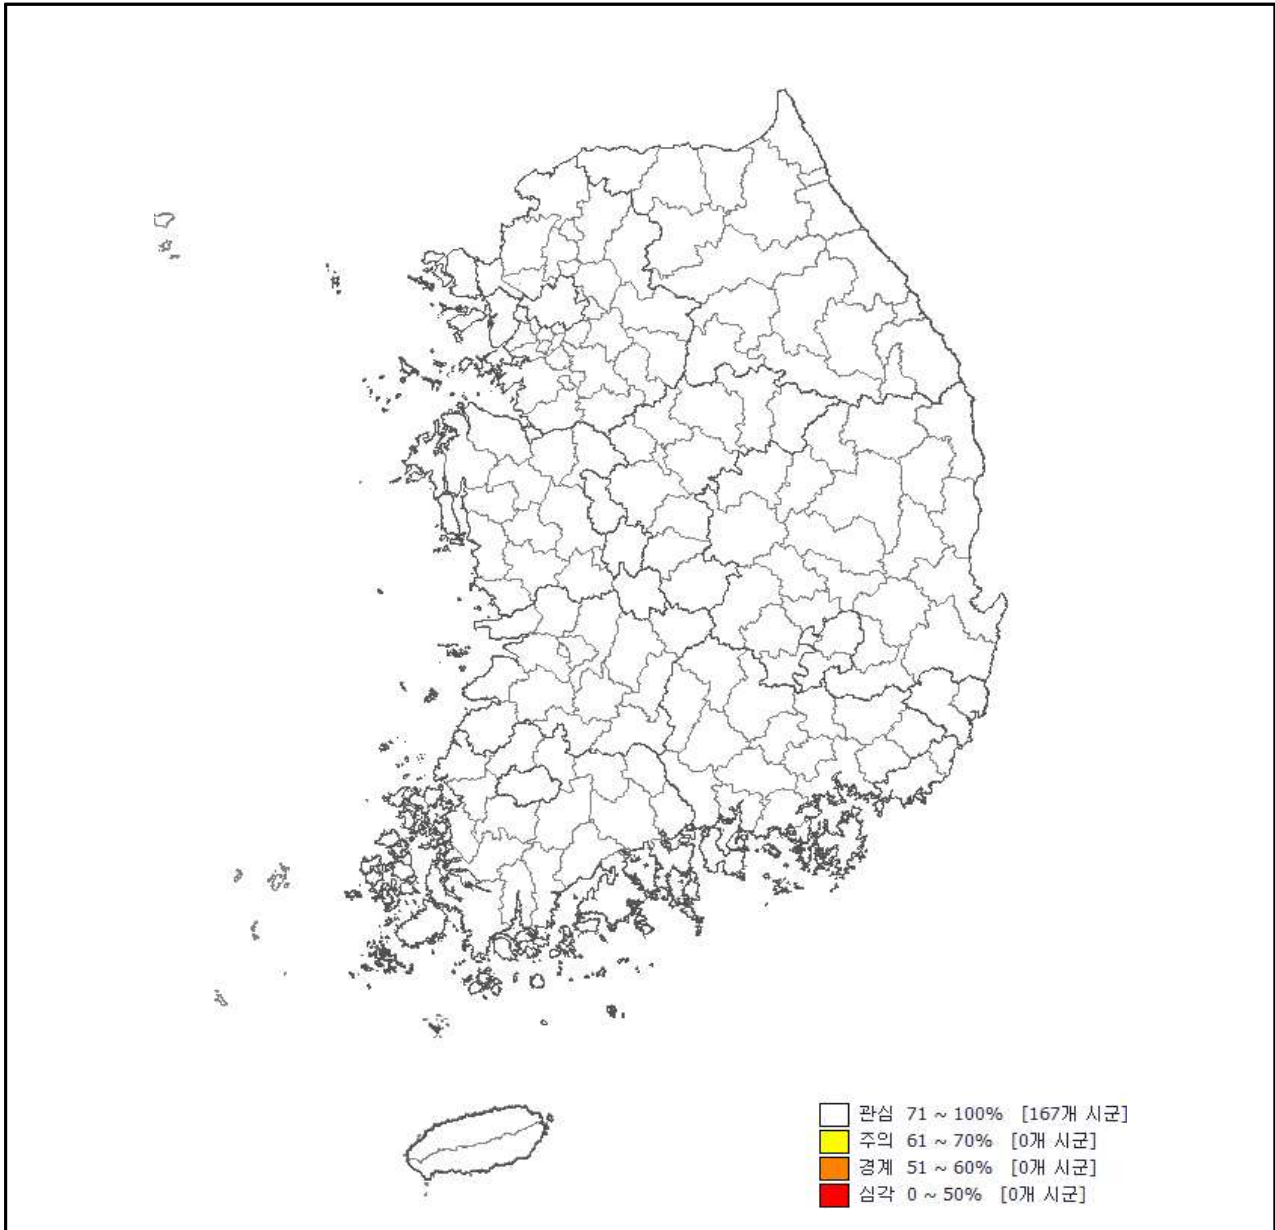 관심 71 ~ 100% [167개 시군]
주의 61 ~ 70% [0개 시군]
경계 51 ~ 60% [0개 시군]
심각 0 ~ 50% [0개 시군]